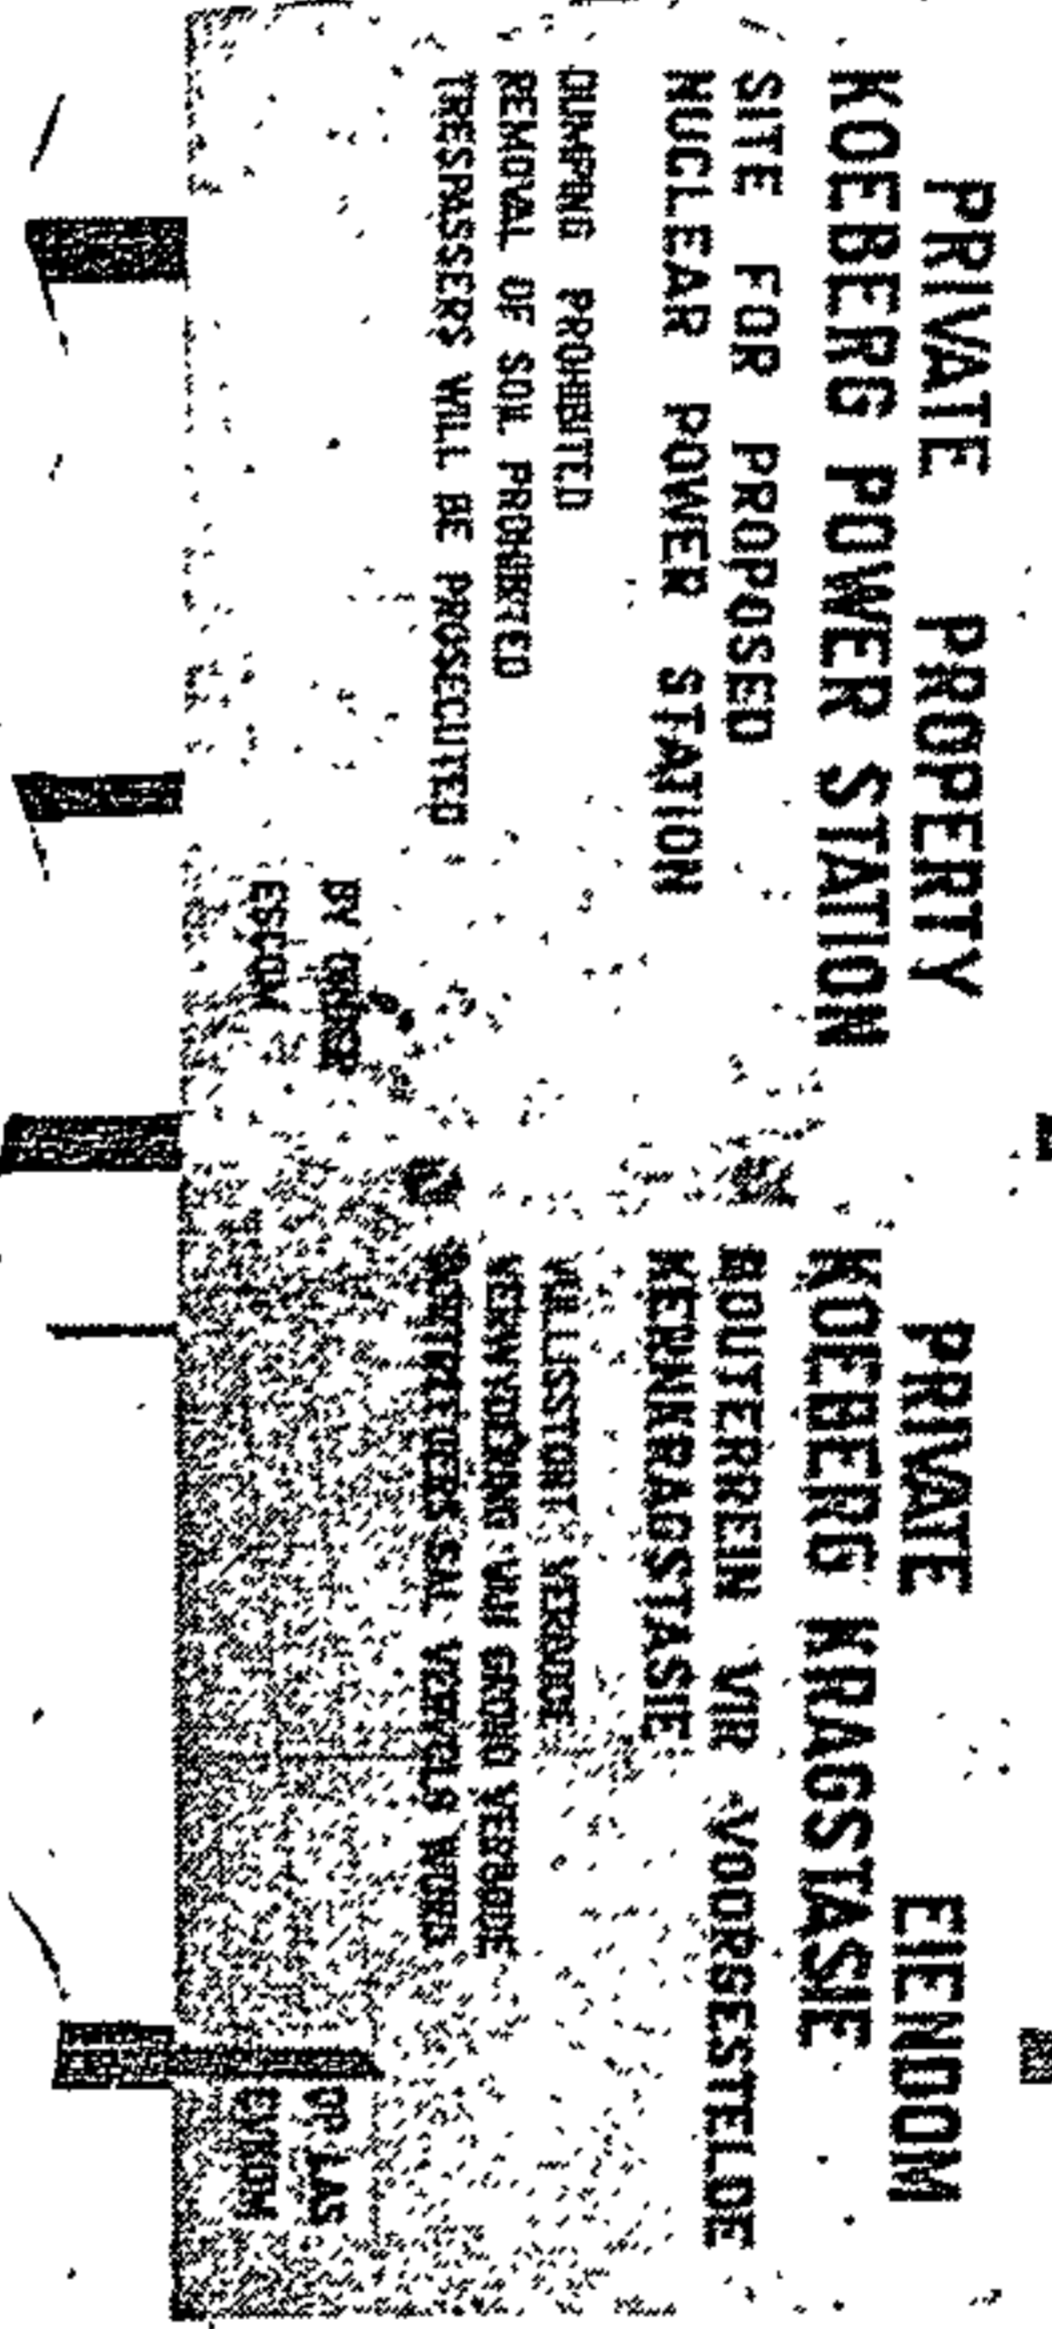 PRIVATE PROPERTY
KOEBERG POWER STATION
SITE FOR PROPOSED
NUCLEAR POWER STATION
DUMPING PROHIBITED
REMOVAL OF SOIL PROHIBITED
TRESPASSERS WILL BE PROSECUTED
BY ORDER
ESCOM
PRIVATE EIENDOM
KOEBERG KRAGSTASIE
BOUTERREIN VIR VOORGESTELDE
KERNKRAGSTASIE
VULLISSTORT VERBODE
VERWYDERING VAN GROND VERBODE
OORTREDERS SAL VERVOLG WORD
OP LAS
EVKOM